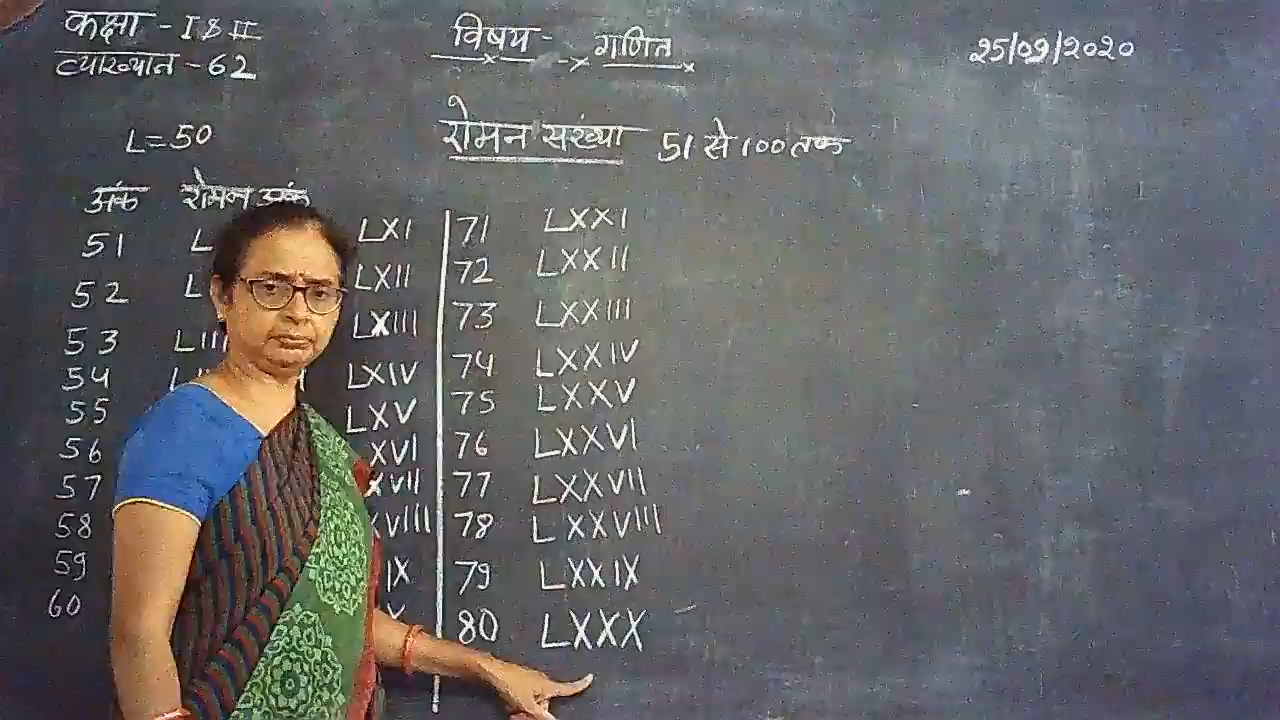 कक्षा - I & II
व्याख्यान - 62
विषय - गणित
25/09/2020
L = 50
रोमन संख्या 51 से 100 तक
अंक रोमन अंक
51 L
52 L
53 LIII
54
55
56
57
58
59
60
LXI
LXII
LXIII
LXIV
LXV
XVI
XVII
XVIII
IX
71 LXXI
72 LXXII
73 LXXIII
74 LXXIV
75 LXXV
76 LXXVI
77 LXXVII
78 LXXVIII
79 LXXIX
80 LXXX